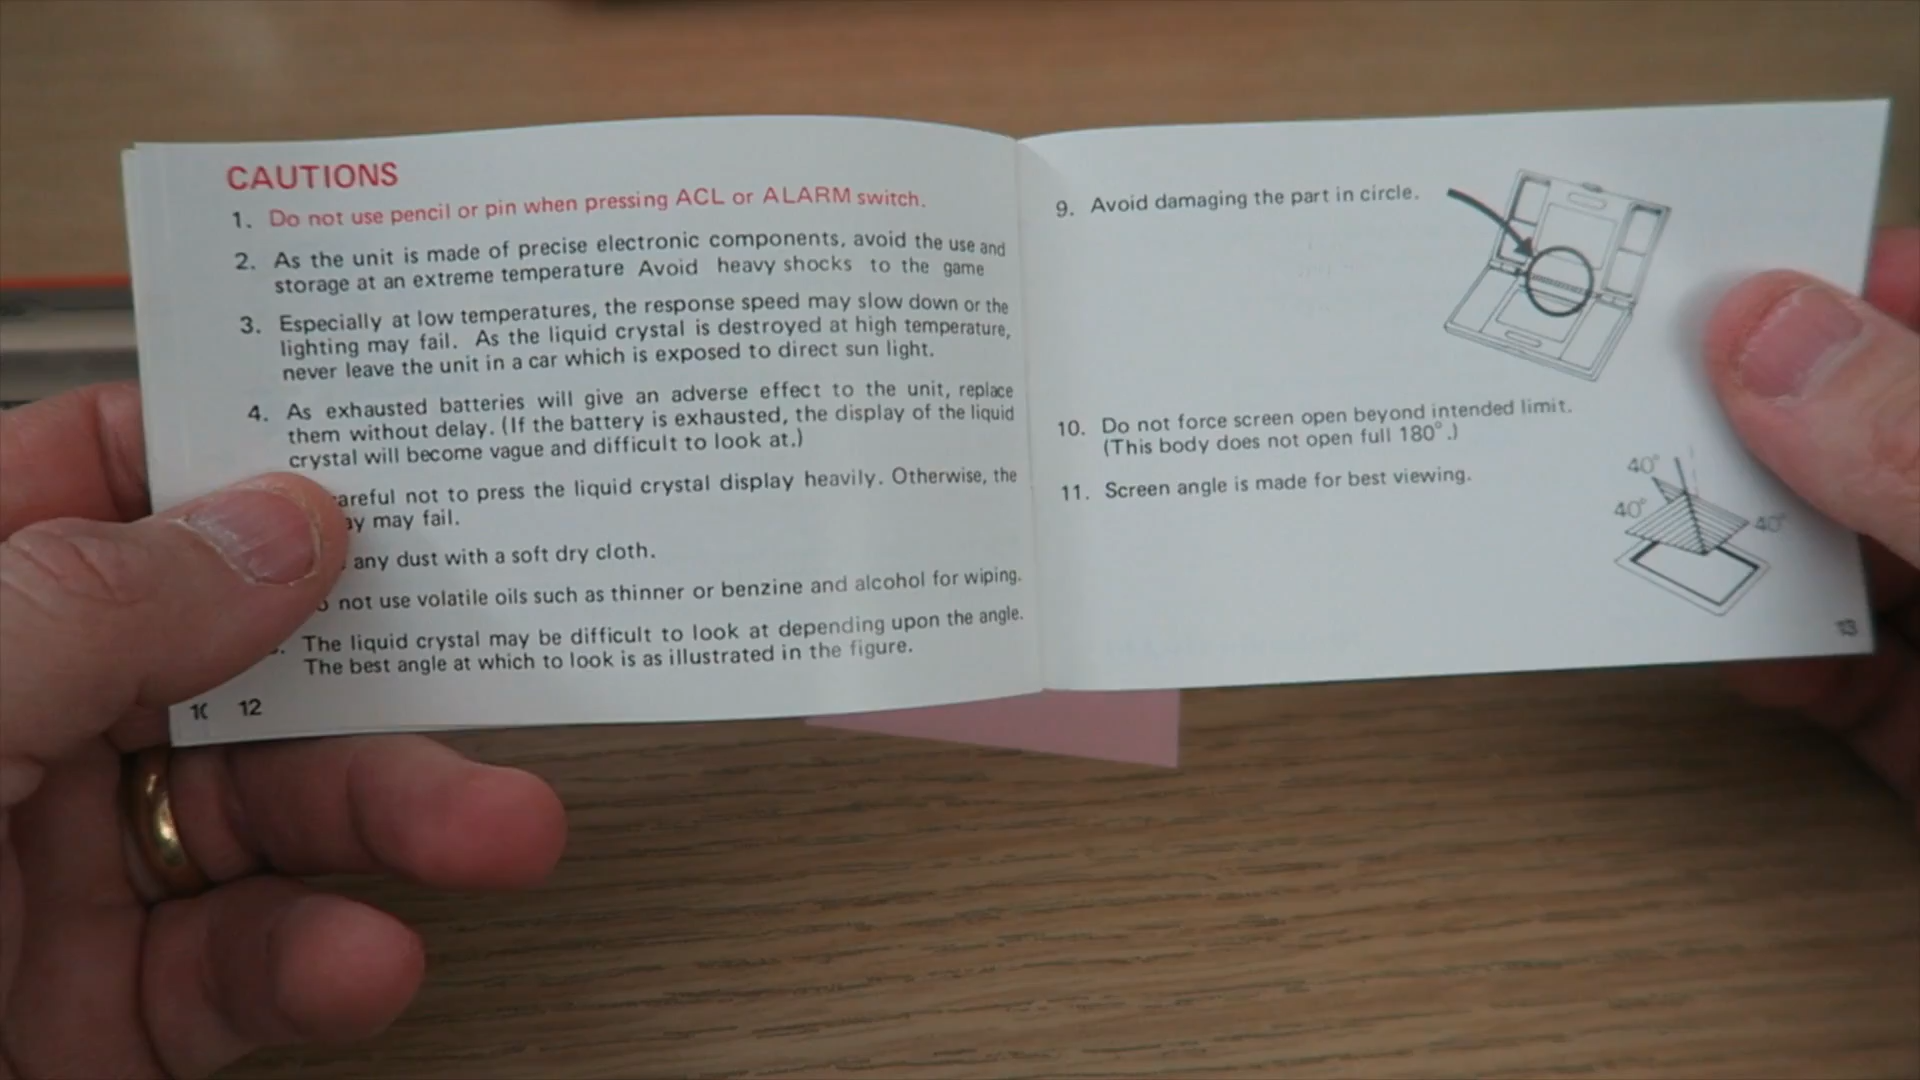 CAUTIONS
1. Do not use pencil or pin when pressing ACL or ALARM switch.
2. As the unit is made of precise electronic components, avoid the use and
storage at an extreme temperature Avoid heavy shocks to the game
3. Especially at low temperatures, the response speed may slow down or the
lighting may fail. As the liquid crystal is destroyed at high temperature,
never leave the unit in a car which is exposed to direct sun light.
4. As exhausted batteries will give an adverse effect to the unit, replace
them without delay. (If the battery is exhausted, the display of the liquid
crystal will become vague and difficult to look at.)
not to press the liquid crystal display heavily. Otherwise, the
may fail.
any dust with a soft dry cloth.
not use volatile oils such as thinner or benzine and alcohol for wiping.
The liquid crystal may be difficult to look at depending upon the angle.
The best angle at which to look is as illustrated in the figure.
12
9. Avoid damaging the part in circle.
10. Do not force screen open beyond intended limit.
(This body does not open full 180°.)
11. Screen angle is made for best viewing.
40°
40°
40°
13